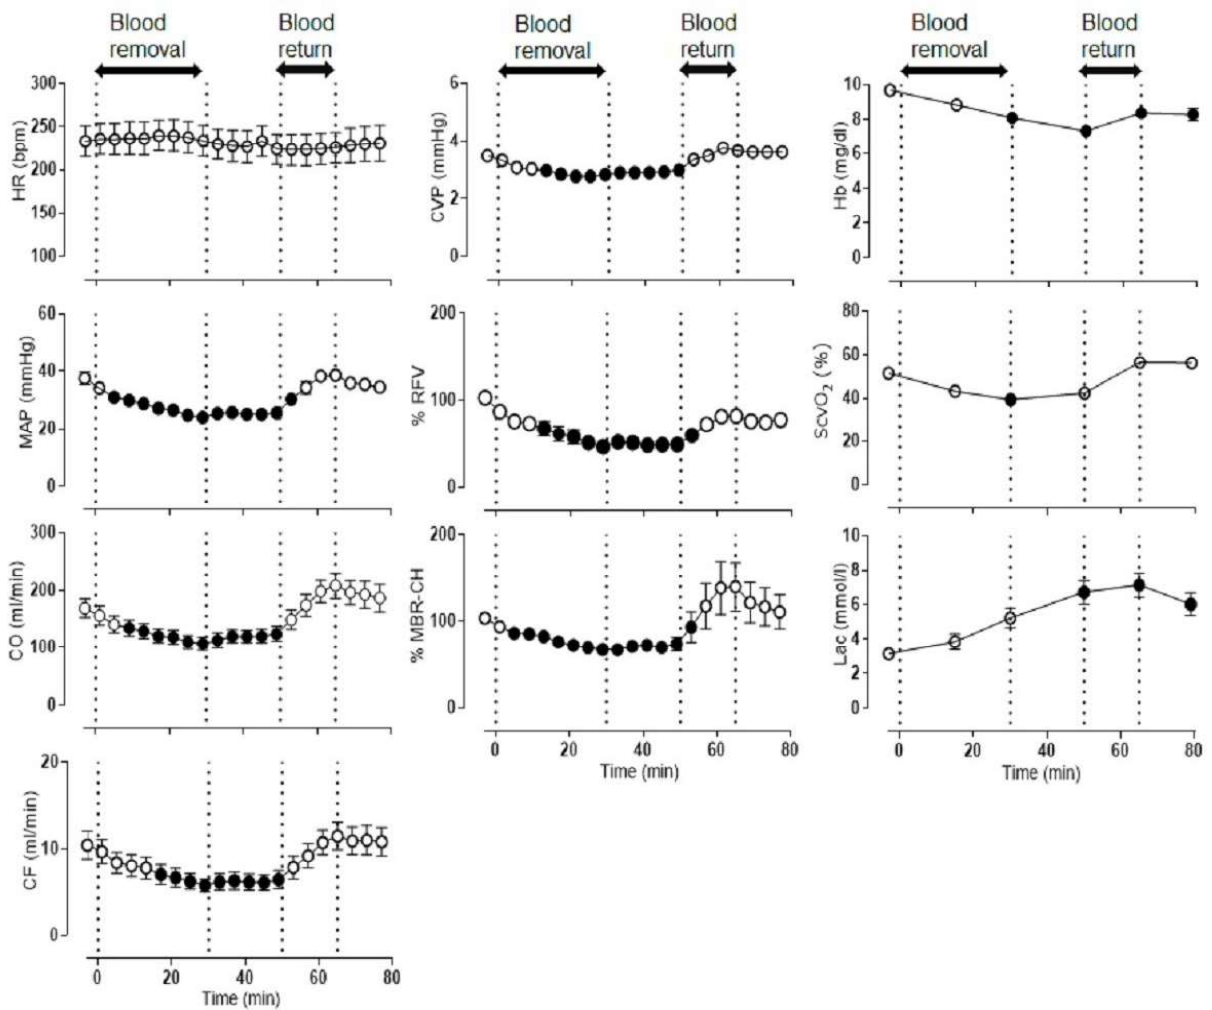 Blood
removal
Blood
return
Blood
removal
Blood
return
Blood
removal
Blood
return
HR (bpm)
300
250
200
150
100
CVP (mmHg)
6
4
2
0
Hb (mg/dl)
10
8
6
4
2
0
MAP (mmHg)
60
40
20
0
% RFV
200
100
0
ScvO₂ (%)
80
60
40
20
0
CO (ml/min)
300
200
100
0
% MBR-CH
200
100
0
0 20 40 60 80
Time (min)
Lac (mmol/l)
10
8
6
4
2
0
0 20 40 60 80
Time (min)
CF (ml/min)
20
10
0
0 20 40 60 80
Time (min)